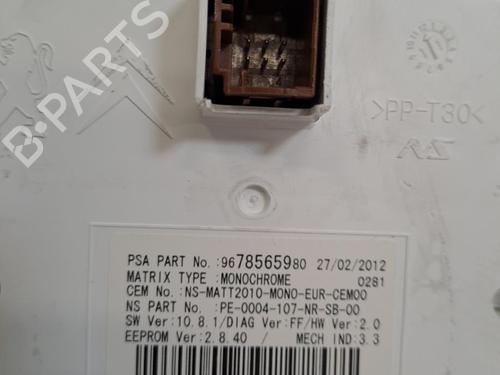 >PP-T30<
PSA PART No.:9678565980 27/02/2012
MATRIX TYPE :MONOCHROME 0281
CEM No.:NS-MATT2010-MONO-EUR-CEM00
NS PART No. :PE-0004-107-NR-SB-00
SW Ver:10.8.1/DIAG Ver:FF/HW Ver:2.0
EEPROM Ver:2.8.40/ MECH IND:3.3
B-PARTS